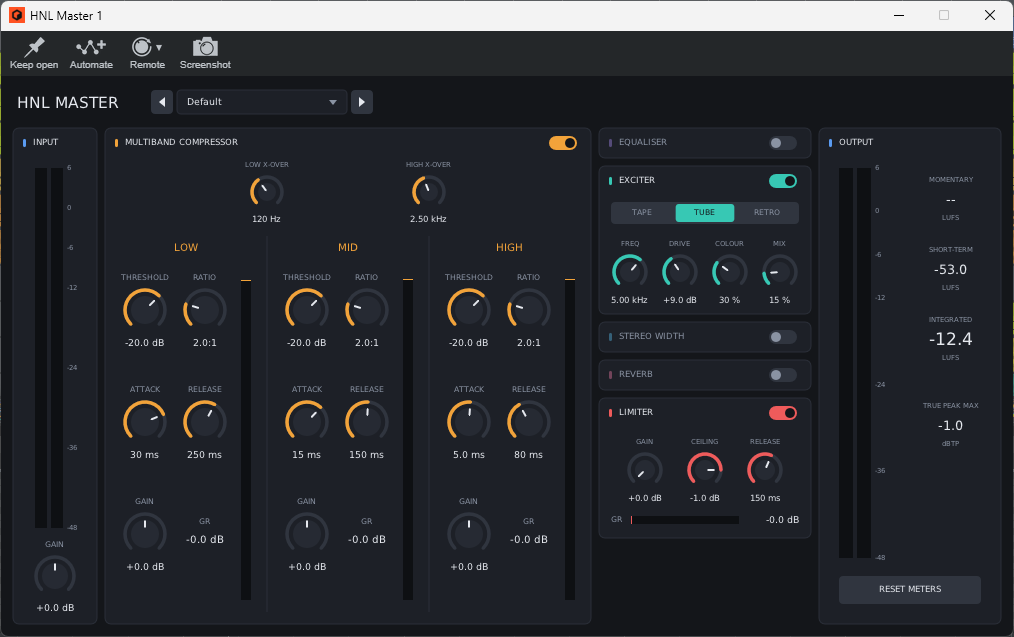 HNL Master 1
Keep open Automate Remote Screenshot
HNL MASTER
Default
INPUT
6
0
-6
-12
-24
-36
-48
GAIN
+0.0 dB
MULTIBAND COMPRESSOR
LOW X-OVER HIGH X-OVER
120 Hz 2.50 kHz
LOW MID HIGH
THRESHOLD RATIO THRESHOLD RATIO THRESHOLD RATIO
-20.0 dB 2.0:1 -20.0 dB 2.0:1 -20.0 dB 2.0:1
ATTACK RELEASE ATTACK RELEASE ATTACK RELEASE
30 ms 250 ms 15 ms 150 ms 5.0 ms 80 ms
GAIN GAIN GAIN
GR GR GR
-0.0 dB -0.0 dB -0.0 dB
+0.0 dB +0.0 dB +0.0 dB
EQUALISER
EXCITER
TAPE TUBE RETRO
FREQ DRIVE COLOUR MIX
5.00 kHz +9.0 dB 30 % 15 %
STEREO WIDTH
REVERB
LIMITER
GAIN CEILING RELEASE
+0.0 dB -1.0 dB 150 ms
GR -0.0 dB
OUTPUT
6
0
-6
-12
-24
-36
-48
MOMENTARY
--
LUFS
SHORT-TERM
-53.0
LUFS
INTEGRATED
-12.4
LUFS
TRUE PEAK MAX
-1.0
dBTP
RESET METERS